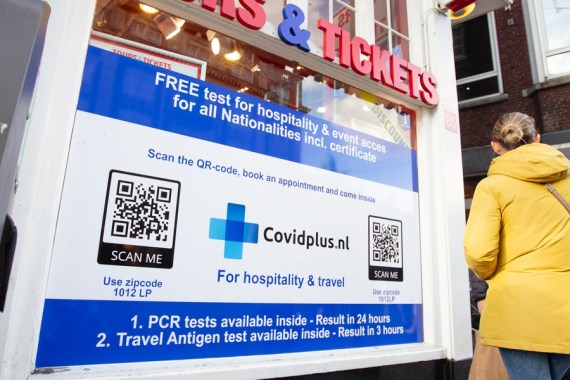 & TICKETS
TOURS & TICKETS
DISCOUNT
FREE test for hospitality & event acces
for all Nationalities incl. certificate
Scan the QR-code, book an appointment and come inside
SCAN ME
Use zipcode
1012 LP
Covidplus.nl
For hospitality & travel
SCAN ME
Use zipcode
1012 LP
1. PCR tests available inside - Result in 24 hours
2. Travel Antigen test available inside - Result in 3 hours